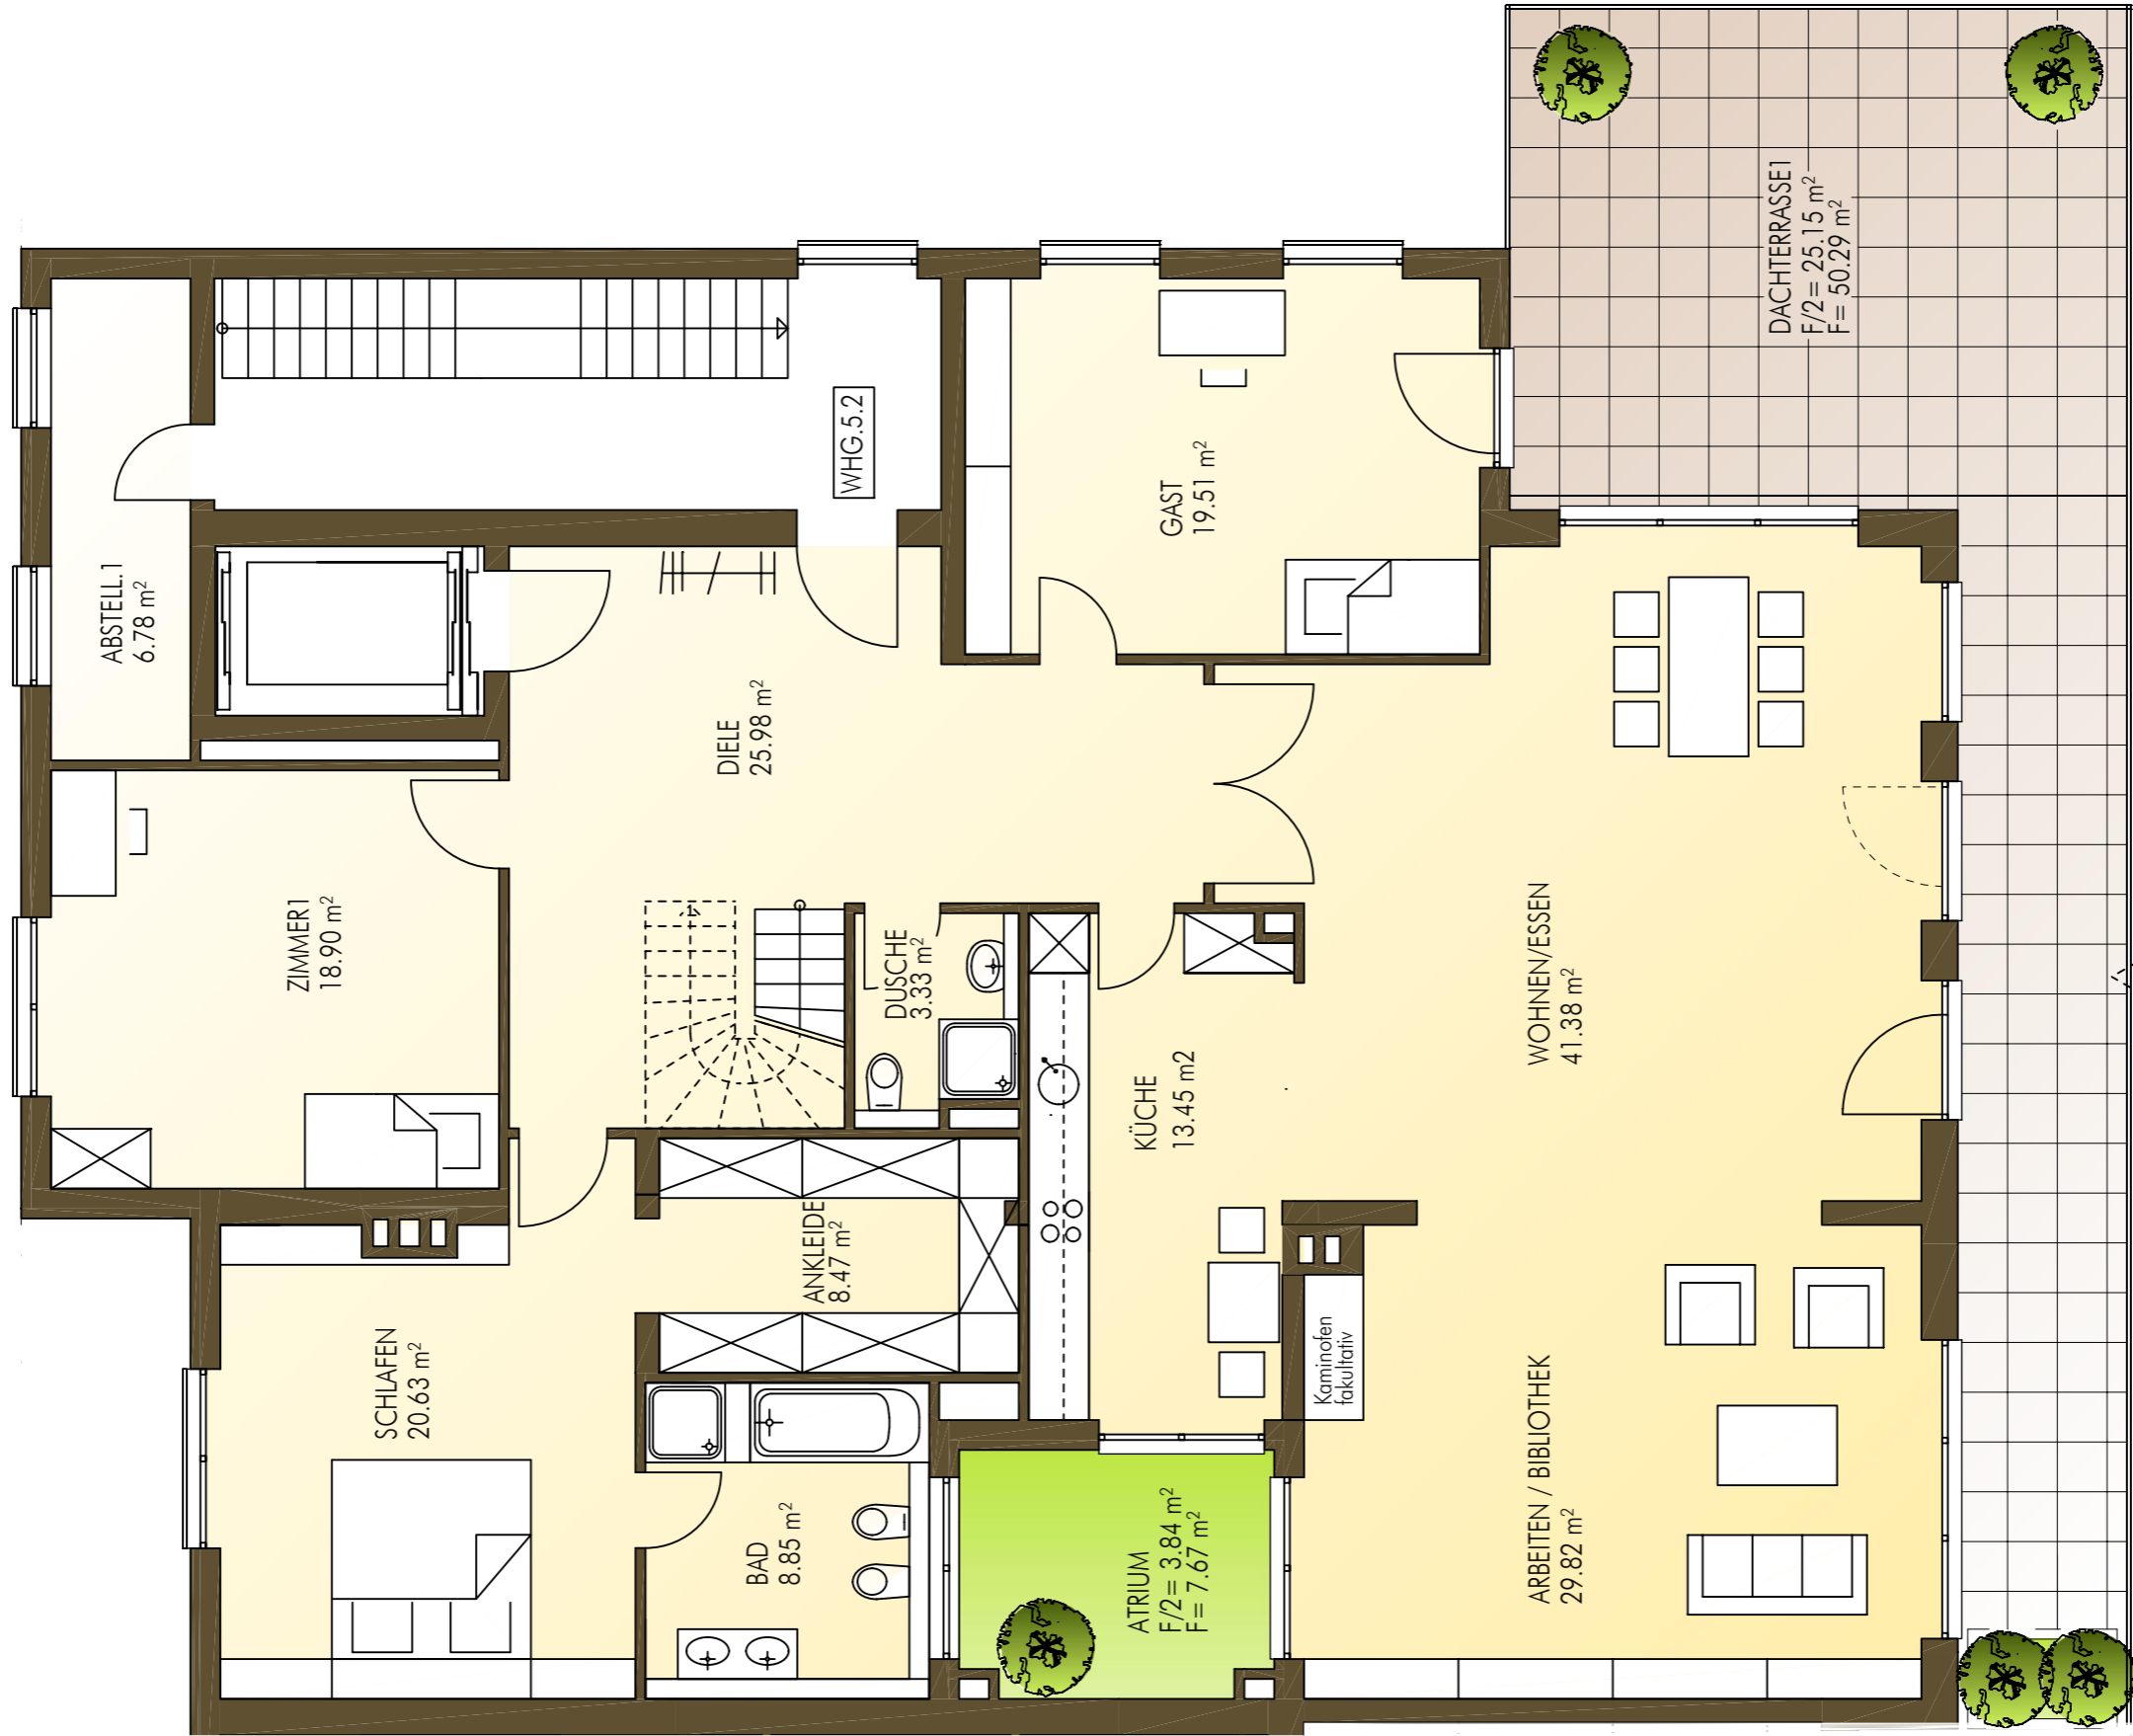 ABSTELL.1
6.78 m²
WHG.5.2
GAST
19.51 m²
DACHTERRASSE1
F/2= 25.15 m²
F= 50.29 m²
DIELE
25.98 m²
ZIMMER1
18.90 m²
DUSCHE
3.33 m²
WOHNEN/ESSEN
41.38 m²
KÜCHE
13.45 m2
ANKLEIDE
8.47 m²
SCHLAFEN
20.63 m²
Kaminofen
fakultativ
BAD
8.85 m²
ATRIUM
F/2= 3.84 m²
F= 7.67 m²
ARBEITEN / BIBLIOTHEK
29.82 m²